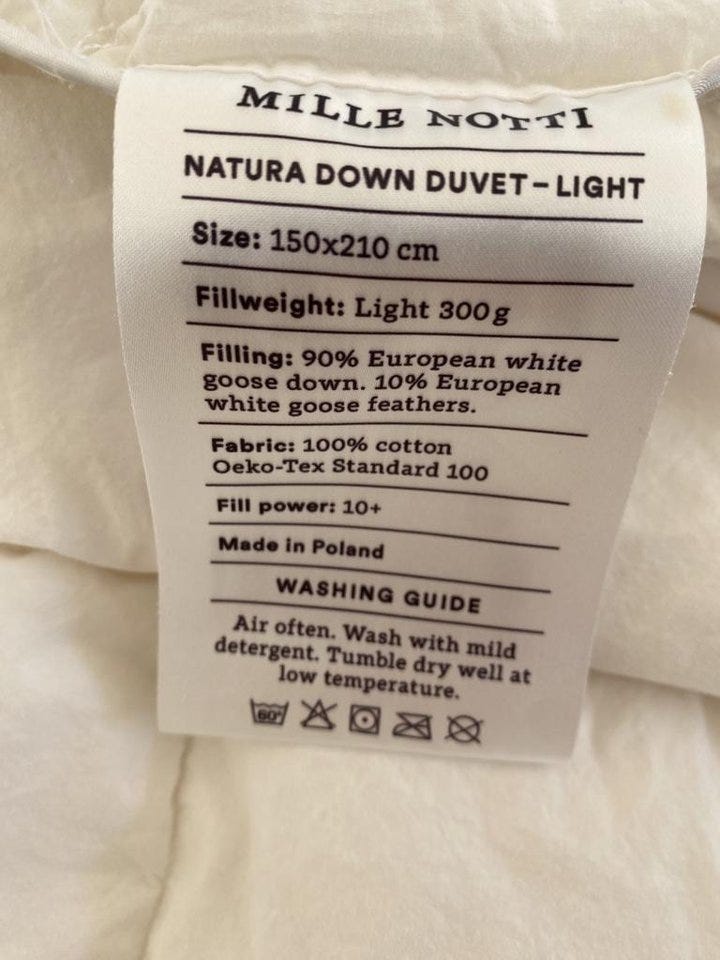 MILLE NOTTI
NATURA DOWN DUVET – LIGHT
Size: 150x210 cm
Fillweight: Light 300g
Filling: 90% European white
goose down. 10% European
white goose feathers.
Fabric: 100% cotton
Oeko-Tex Standard 100
Fill power: 10+
Made in Poland
WASHING GUIDE
Air often. Wash with mild
detergent. Tumble dry well at
low temperature.
60°